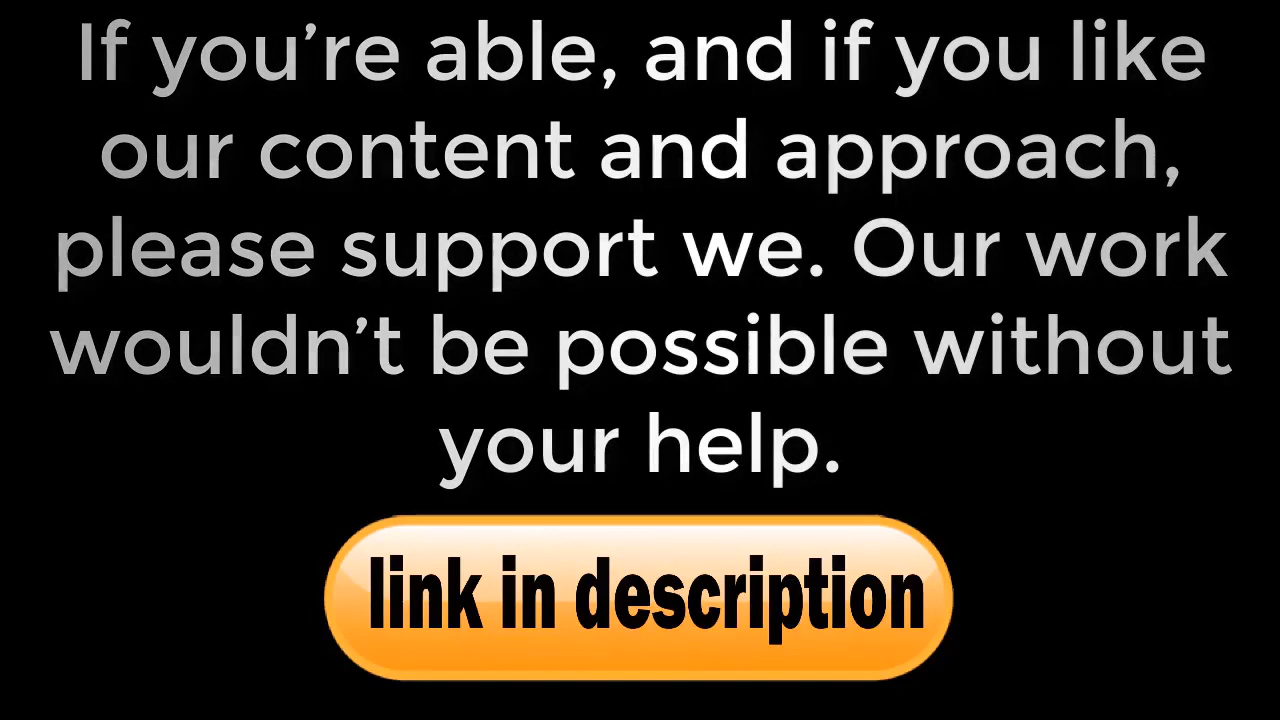 If you’re able, and if you like
our content and approach,
please support we. Our work
wouldn’t be possible without
your help.
link in description